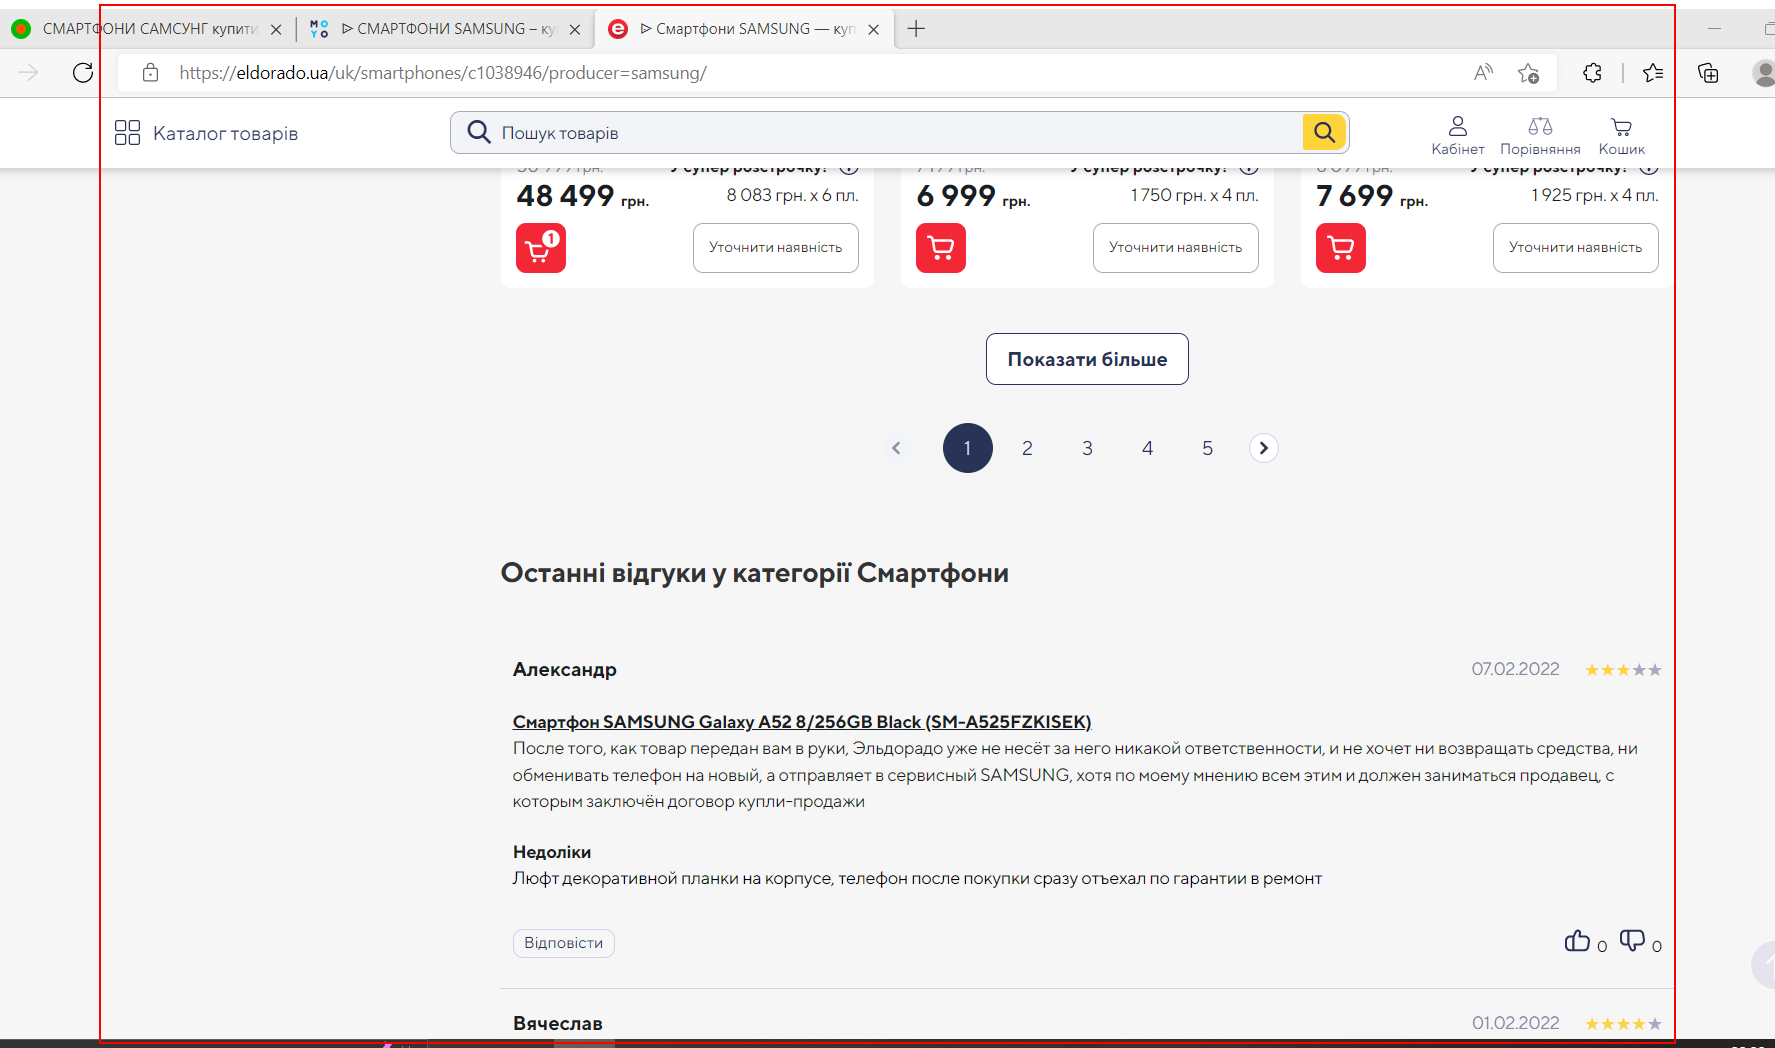 СМАРТФОНИ САМСУНГ купити
MOYO
СМАРТФОНИ SAMSUNG – ку
Смартфони SAMSUNG — куп
https://eldorado.ua/uk/smartphones/c1038946/producer=samsung/
Каталог товарів
Пошук товарів
Кабінет
Порівняння
Кошик
У супер розстрочку!
У супер розстрочку!
У супер розстрочку!
48 499 грн.
8 083 грн. x 6 пл.
6 999 грн.
1 750 грн. x 4 пл.
7 699 грн.
1 925 грн. x 4 пл.
1
Уточнити наявність
Уточнити наявність
Уточнити наявність
Показати більше
1 2 3 4 5
Останні відгуки у категорії Смартфони
Александр
07.02.2022
Смартфон SAMSUNG Galaxy A52 8/256GB Black (SM-A525FZKISEK)
После того, как товар передан вам в руки, Эльдорадо уже не несёт за него никакой ответственности, и не хочет ни возвращать средства, ни
обменивать телефон на новый, а отправляет в сервисный SAMSUNG, хотя по моему мнению всем этим и должен заниматься продавец, с
которым заключён договор купли-продажи
Недоліки
Люфт декоративной планки на корпусе, телефон после покупки сразу отъехал по гарантии в ремонт
Відповісти
0
0
Вячеслав
01.02.2022